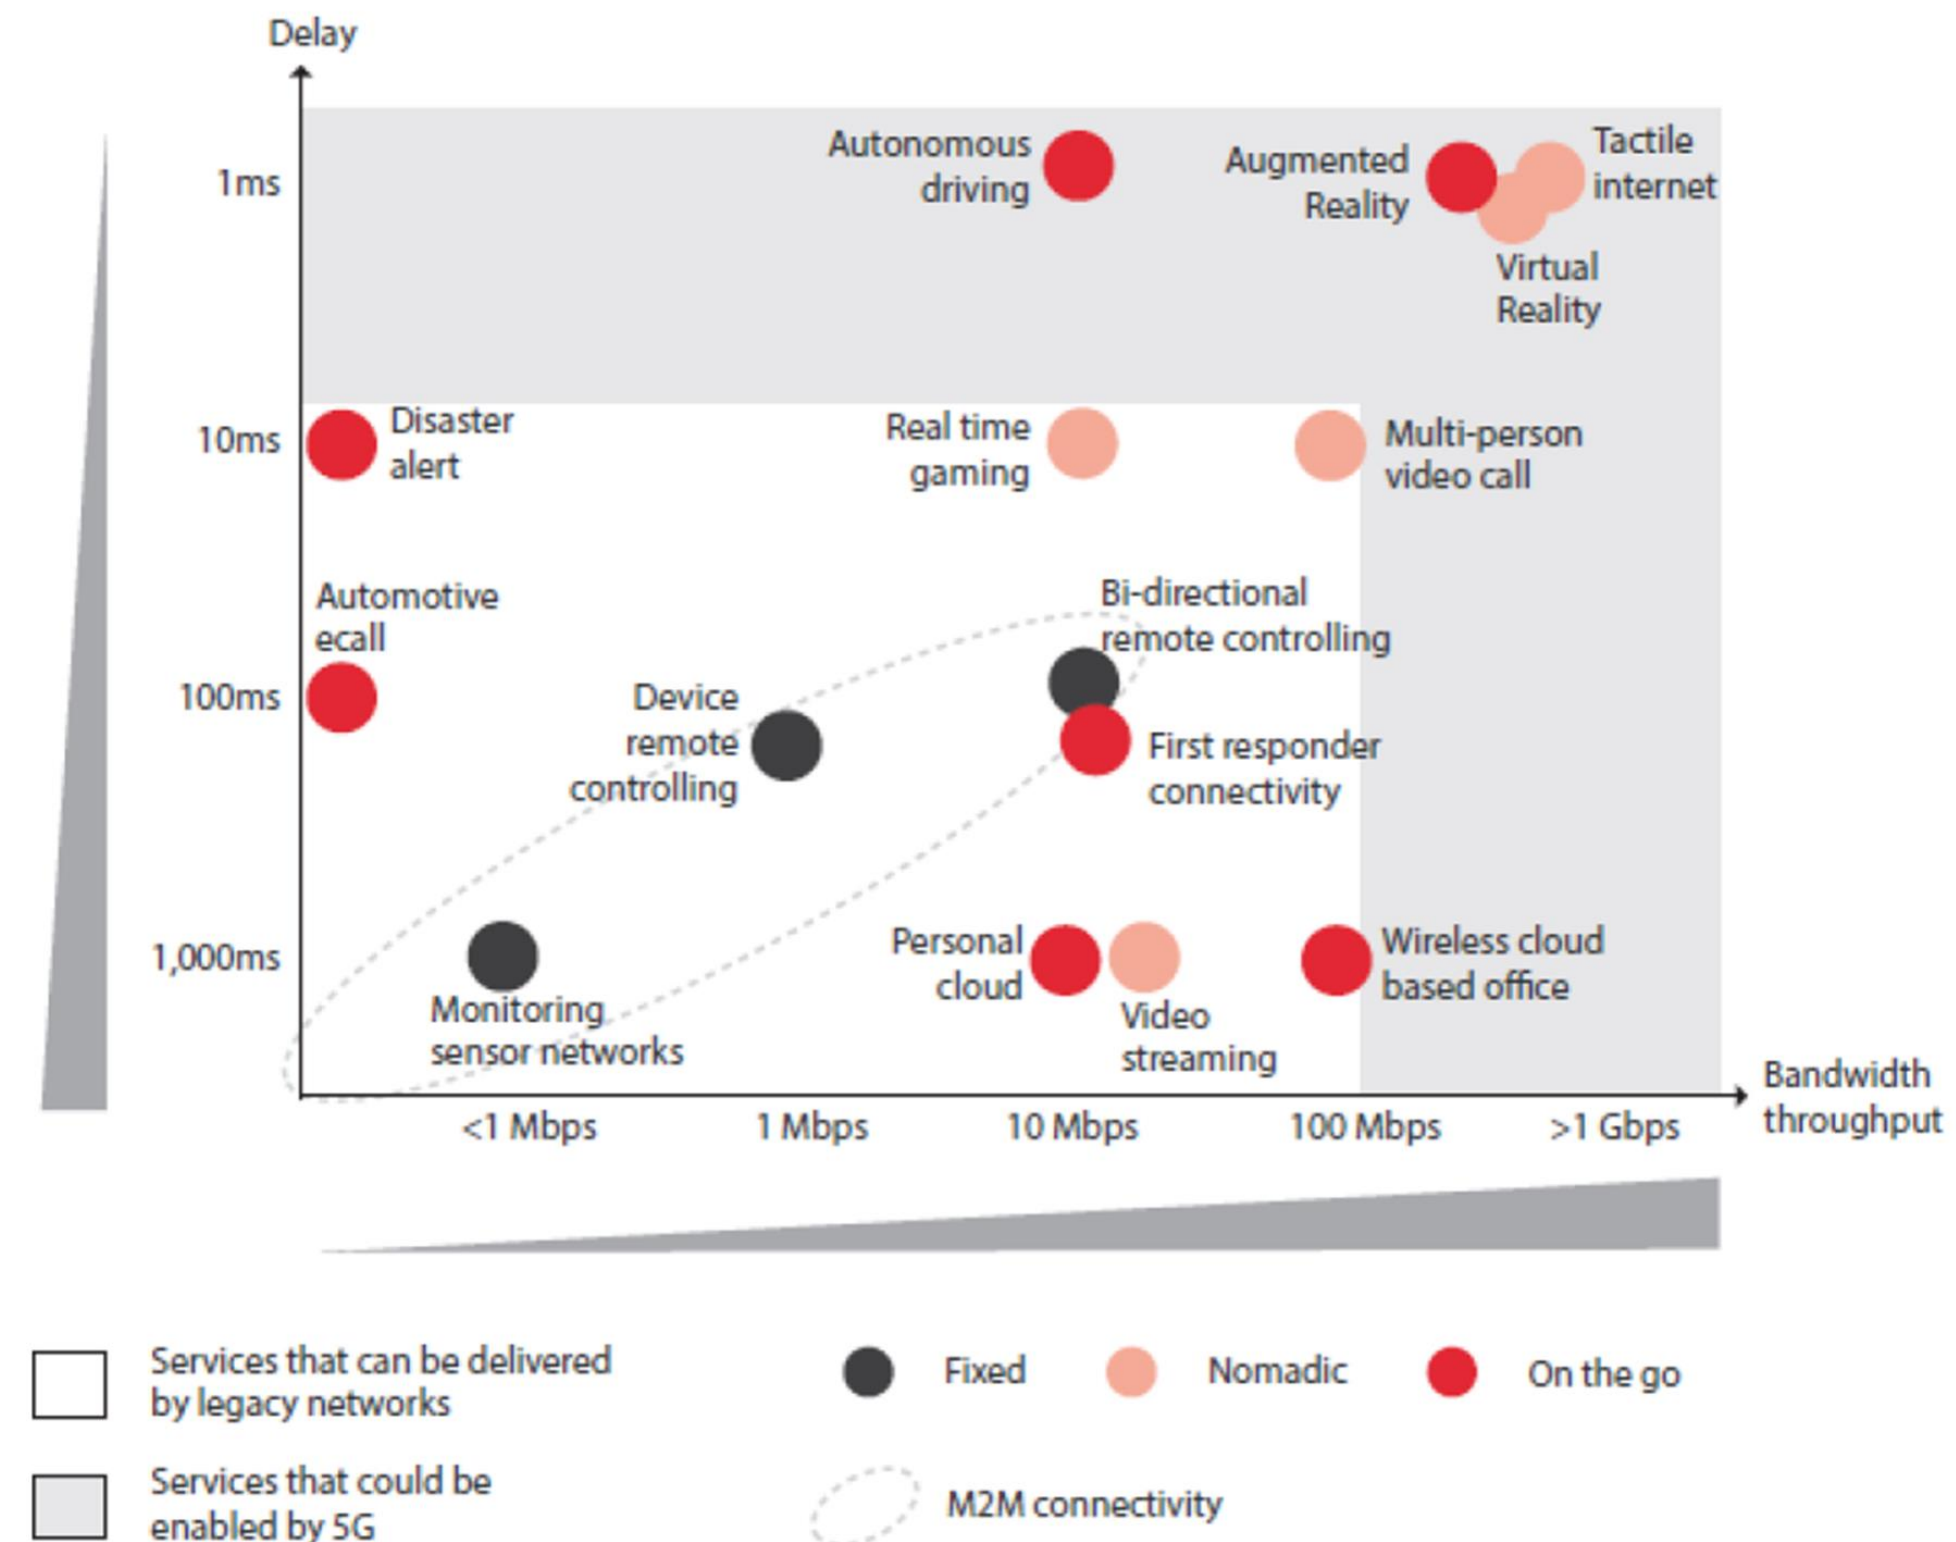 Delay
1ms
Autonomous
driving
Augmented
Reality
Tactile
internet
Virtual
Reality
10ms
Disaster
alert
Real time
gaming
Multi-person
video call
Automotive
ecall
Bi-directional
remote controlling
100ms
Device
remote
controlling
First responder
connectivity
1,000ms
Monitoring
sensor networks
Personal
cloud
Video
streaming
Wireless cloud
based office
Bandwidth
throughput
<1 Mbps
1 Mbps
10 Mbps
100 Mbps
>1 Gbps
Services that can be delivered
by legacy networks
Fixed
Nomadic
On the go
Services that could be
enabled by 5G
M2M connectivity